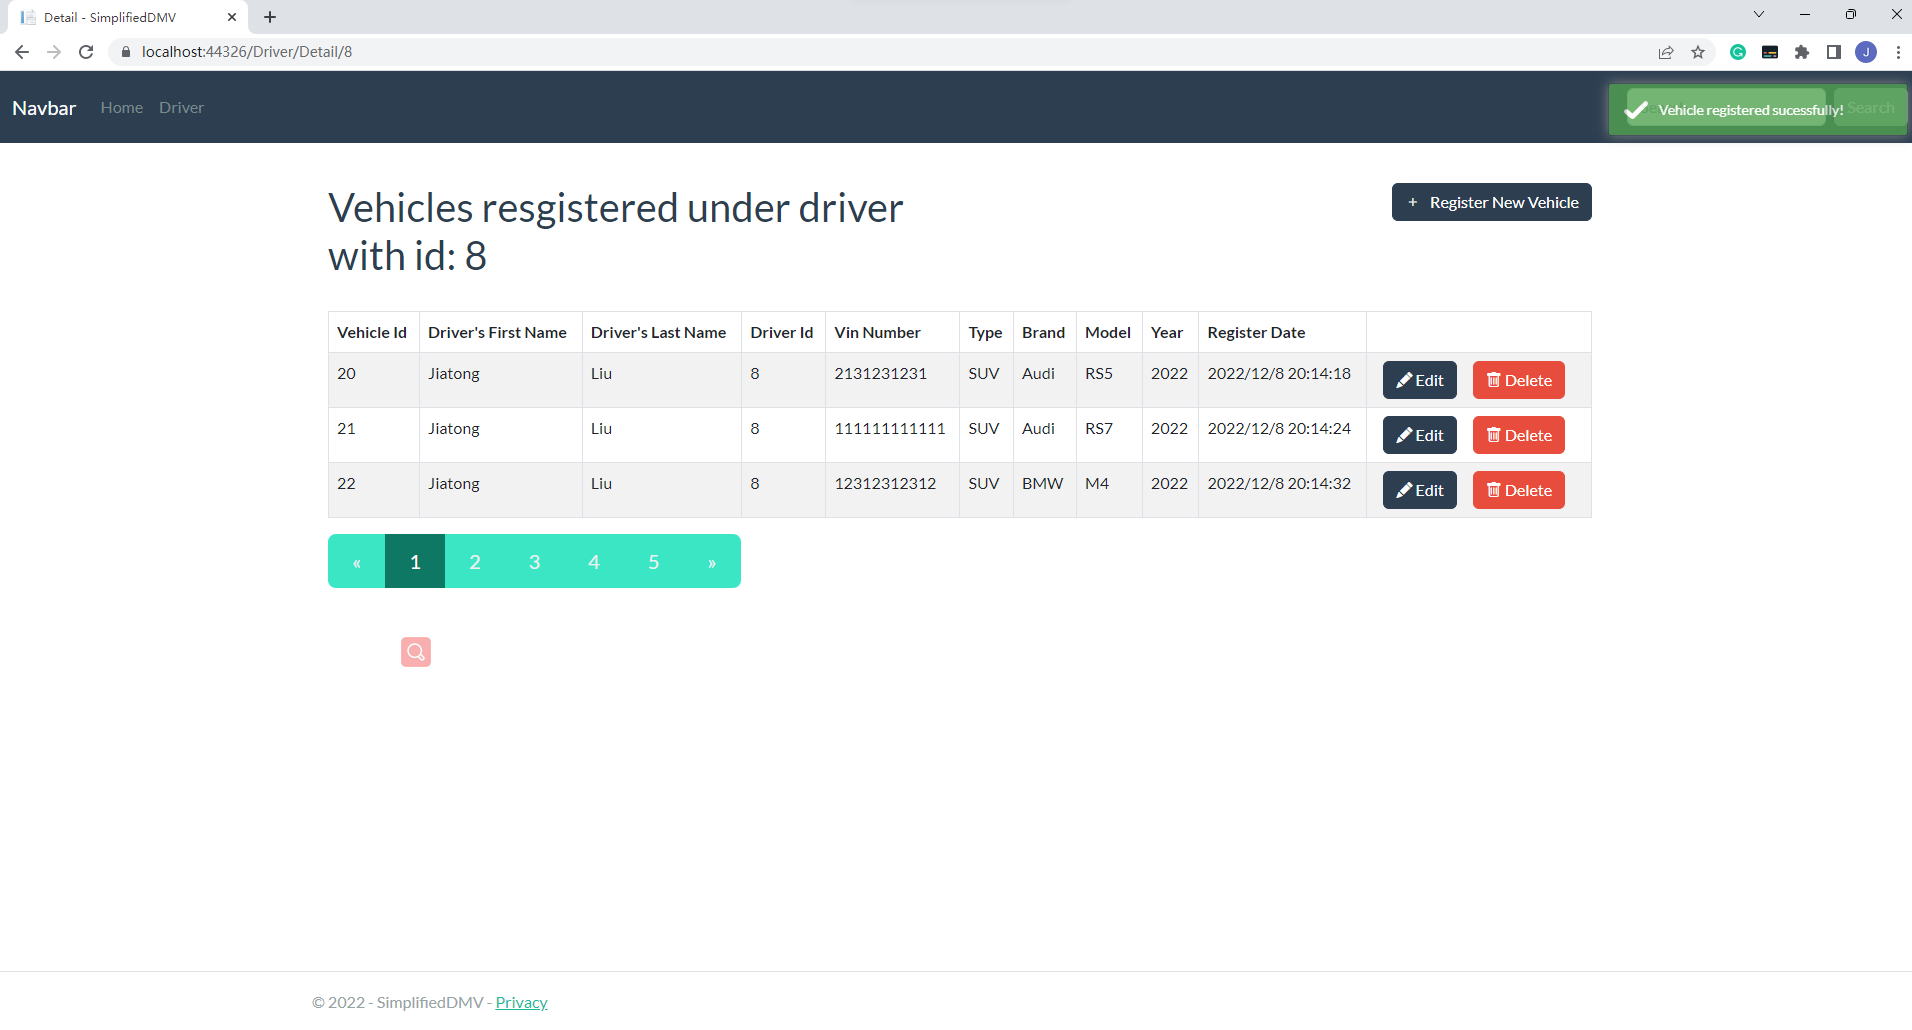 Detail - SimplifiedDMV
localhost:44326/Driver/Detail/8
J
Navbar Home Driver
Vehicle registered sucessfully! Search
Vehicles resgistered under driver
with id: 8
+ Register New Vehicle
Vehicle Id Driver's First Name Driver's Last Name Driver Id Vin Number Type Brand Model Year Register Date
20 Jiatong Liu 8 2131231231 SUV Audi RS5 2022 2022/12/8 20:14:18 Edit Delete
21 Jiatong Liu 8 111111111111 SUV Audi RS7 2022 2022/12/8 20:14:24 Edit Delete
22 Jiatong Liu 8 12312312312 SUV BMW M4 2022 2022/12/8 20:14:32 Edit Delete
« 1 2 3 4 5 »
© 2022 - SimplifiedDMV - Privacy